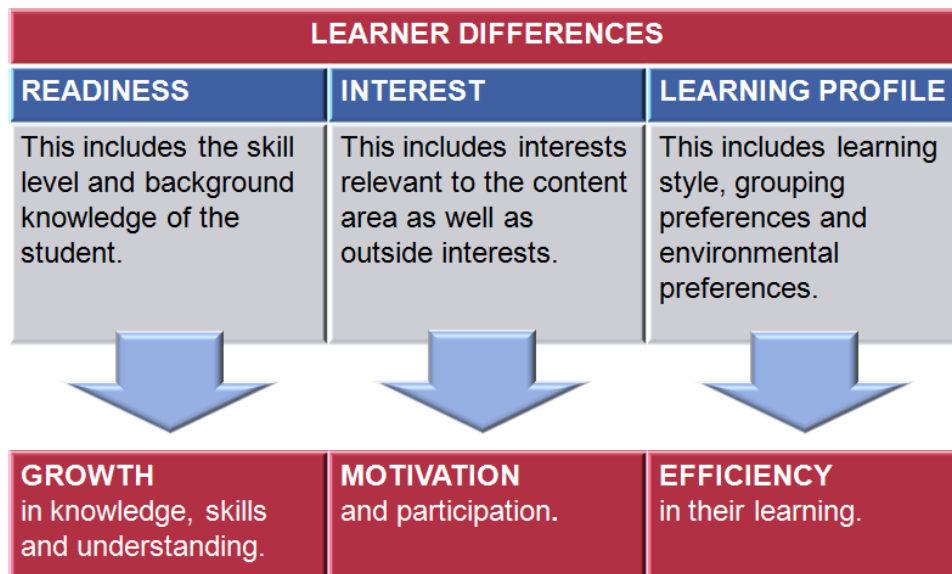 LEARNER DIFFERENCES
READINESS
This includes the skill
level and background
knowledge of the
student.
INTEREST
This includes interests
relevant to the content
area as well as
outside interests.
LEARNING PROFILE
This includes learning
style, grouping
preferences and
environmental
preferences.
GROWTH
in knowledge, skills
and understanding.
MOTIVATION
and participation.
EFFICIENCY
in their learning.